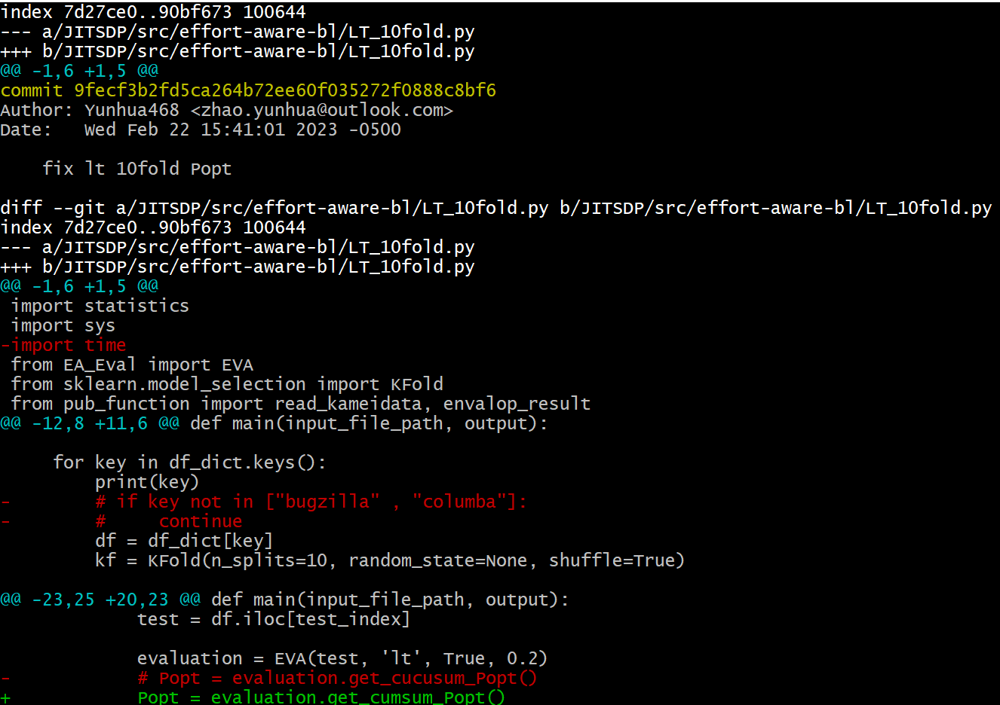 index 7d27ce0..90bf673 100644
--- a/JITSDP/src/effort-aware-bl/LT_10fold.py
+++ b/JITSDP/src/effort-aware-bl/LT_10fold.py
@@ -1,6 +1,5 @@
commit 9fecf3b2fd5ca264b72ee60f035272f0888c8bf6
Author: Yunhua468 <zhao.yunhua@outlook.com>
Date:   Wed Feb 22 15:41:01 2023 -0500

    fix lt 10fold Popt

diff --git a/JITSDP/src/effort-aware-bl/LT_10fold.py b/JITSDP/src/effort-aware-bl/LT_10fold.py
index 7d27ce0..90bf673 100644
--- a/JITSDP/src/effort-aware-bl/LT_10fold.py
+++ b/JITSDP/src/effort-aware-bl/LT_10fold.py
@@ -1,6 +1,5 @@
 import statistics
 import sys
-import time
 from EA_Eval import EVA
 from sklearn.model_selection import KFold
 from pub_function import read_kameidata, envalop_result
@@ -12,8 +11,6 @@ def main(input_file_path, output):

     for key in df_dict.keys():
         print(key)
-        # if key not in ["bugzilla" , "columba"]:
-        #     continue
         df = df_dict[key]
         kf = KFold(n_splits=10, random_state=None, shuffle=True)

@@ -23,25 +20,23 @@ def main(input_file_path, output):
             test = df.iloc[test_index]

             evaluation = EVA(test, 'lt', True, 0.2)
-            # Popt = evaluation.get_cucusum_Popt()
+            Popt = evaluation.get_cumsum_Popt()